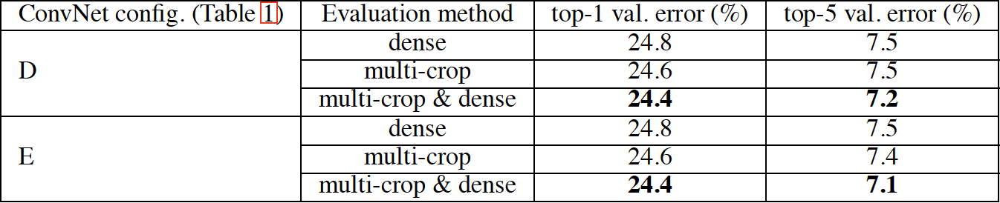 ConvNet config. (Table 1) Evaluation method top-1 val. error (%) top-5 val. error (%)
D dense 24.8 7.5
multi-crop 24.6 7.5
multi-crop & dense 24.4 7.2
E dense 24.8 7.5
multi-crop 24.6 7.4
multi-crop & dense 24.4 7.1